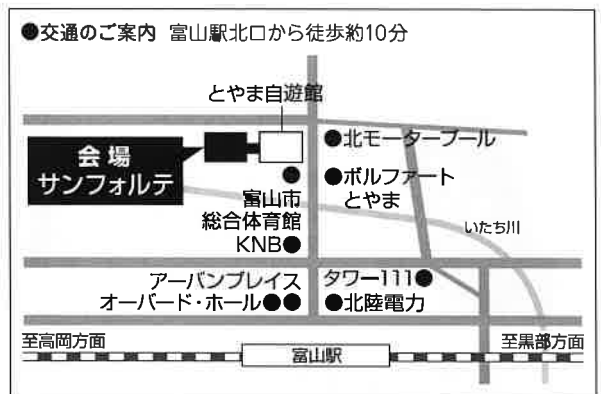 ●交通のご案内 富山駅北口から徒歩約10分
とやま自遊館
会場
サンフォルテ
●北モータープール
●
富山市
総合体育館
●ボルファート
とやま
KNB●
いたち川
アーバンプレイス
オーバード・ホール●●
タワー111●
●北陸電力
至高岡方面
富山駅
至黒部方面